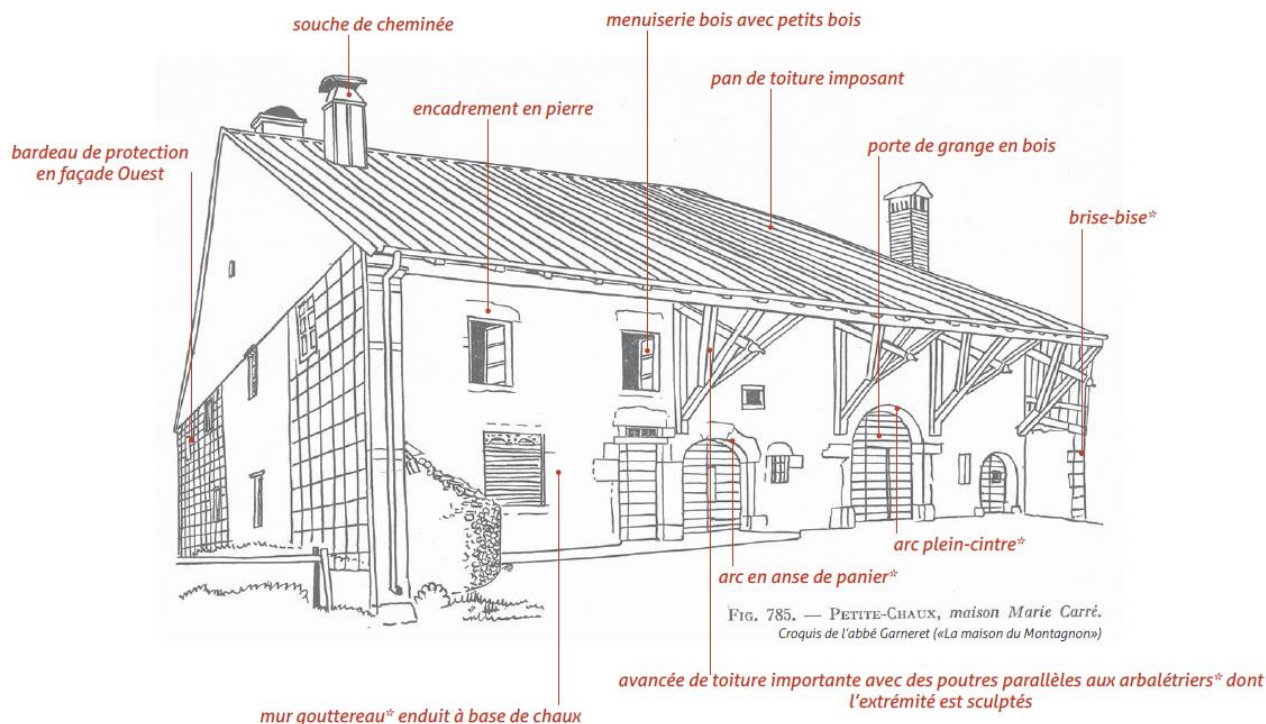 souche de cheminée
menuiserie bois avec petits bois
pan de toiture imposant
encadrement en pierre
bardeau de protection
en façade Ouest
porte de grange en bois
brise-bise*
arc plein-cintre*
arc en anse de panier*
FIG. 785. — PETITE-CHAUX, maison Marie Carré.
Croquis de l'abbé Garneret («La maison du Montagnon»)
avancée de toiture importante avec des poutres parallèles aux arbalétriers* dont
l'extrémité est sculptés
mur gouttereau* enduit à base de chaux